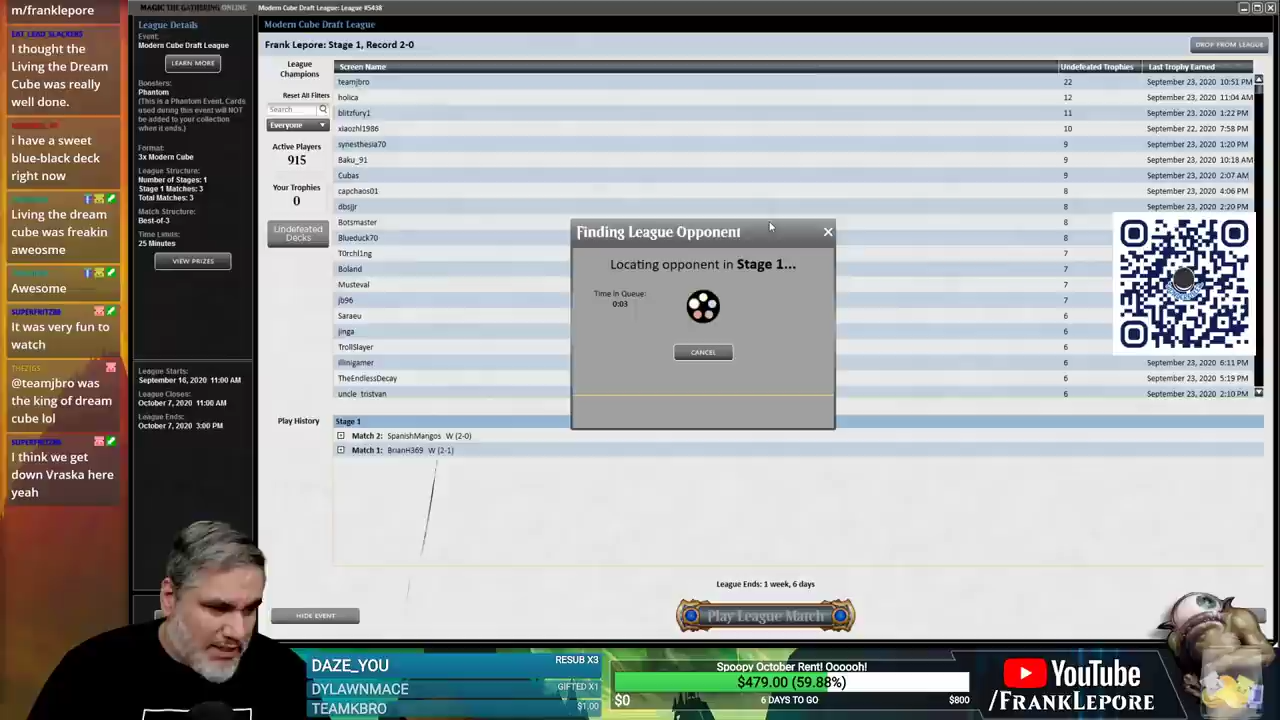 m/franklepore
EAT_LEAD_SLACKERS
I thought the
Living the Dream
Cube was really
well done.
i have a sweet
blue-black deck
right now
Living the dream
cube was freakin
aweosme
Awesome
SUPERFRITZ88
It was very fun to
watch
THEZIGS
@teamjbro was
the king of dream
cube lol
SUPERFRITZ88
I think we get
down Vraska here
yeah
MAGIC THE GATHERING ONLINE
Modern Cube Draft League: League #5438
League Details
Event:
Modern Cube Draft League
LEARN MORE
Boosters:
Phantom
(This is a Phantom Event. Cards
used during this event will NOT
be added to your collection
when it ends.)
Format:
3x Modern Cube
League Structure:
Number of Stages: 1
Stage 1 Matches: 3
Total Matches: 3
Match Structure:
Best-of-3
Time Limits:
25 Minutes
VIEW PRIZES
League Starts:
September 16, 2020 11:00 AM
League Closes:
October 7, 2020 11:00 AM
League Ends:
October 7, 2020 3:00 PM
Modern Cube Draft League
Frank Lepore: Stage 1, Record 2-0
DROP FROM LEAGUE
League
Champions
Reset All Filters
Search
Everyone
Active Players
915
Your Trophies
0
Undefeated
Decks
Screen Name Undefeated Trophies Last Trophy Earned
teamjbro 22 September 23, 2020 10:51 PM
holica 12 September 23, 2020 11:04 AM
blitzfury1 11 September 23, 2020 1:22 PM
xiaozhl1986 10 September 22, 2020 7:58 PM
synesthesia70 9 September 23, 2020 1:20 PM
Baku_91 9 September 23, 2020 10:18 AM
Cubas 9 September 23, 2020 2:07 AM
capchaos01 8 September 23, 2020 4:06 PM
dbsjjr 8 September 23, 2020 2:20 PM
Botsmaster 8
Blueduck70 8
T0rchl1ng 7
Boland 7
Musteval 7
jb96 7
Saraeu 6
jinga 6
TrollSlayer 6
illinigamer 6 September 23, 2020 6:11 PM
TheEndlessDecay 6 September 23, 2020 5:19 PM
uncle_tristvan 6 September 23, 2020 2:10 PM
Finding League Opponent
Locating opponent in Stage 1...
Time In Queue:
0:03
CANCEL
Play History
Stage 1
Match 2: SpanishMangos W (2-0)
Match 1: BrianH369 W (2-1)
League Ends: 1 week, 6 days
HIDE EVENT
Play League Match
DAZE_YOU RESUB X3
DYLAWNMACE GIFTED X1
TEAMKBRO $1.00
Spoopy October Rent! Oooooh!
$479.00 (59.88%)
$0 6 DAYS TO GO $800
YouTube
/FRANKLEPORE